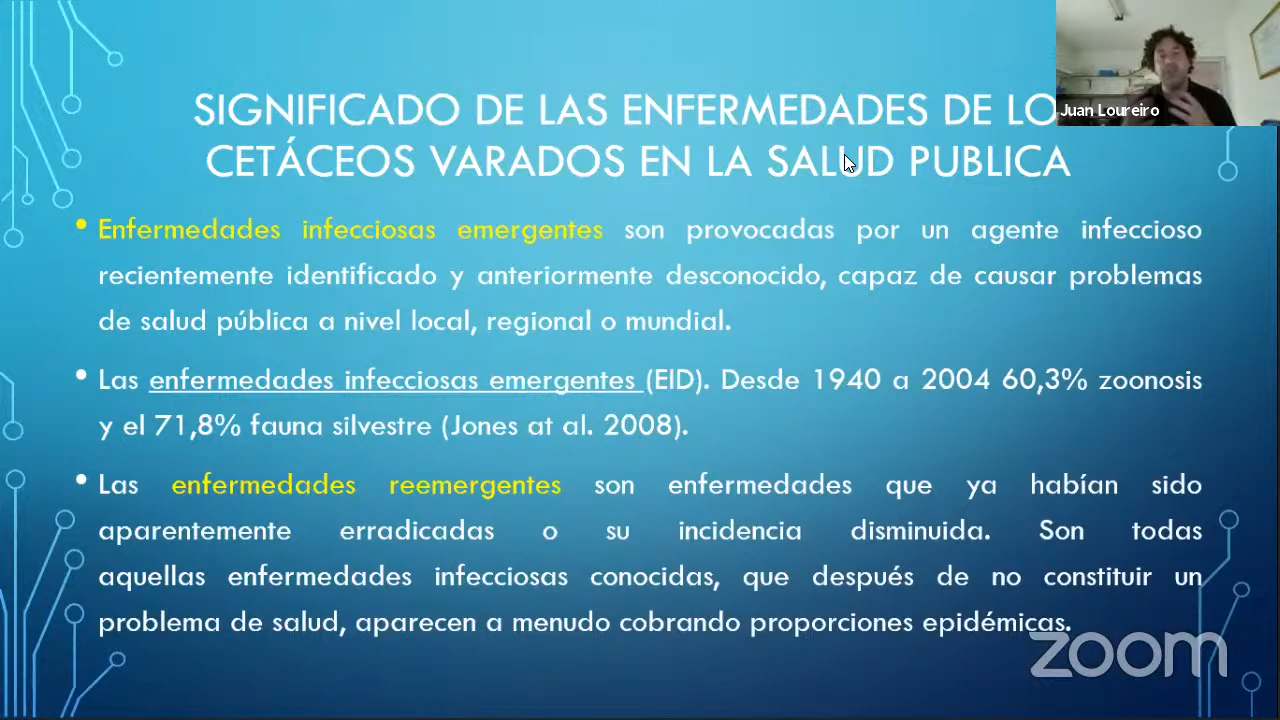 SIGNIFICADO DE LAS ENFERMEDADES DE LO
CETÁCEOS VARADOS EN LA SALUD PUBLICA
Juan Loureiro
• Enfermedades infecciosas emergentes son provocadas por un agente infeccioso
recientemente identificado y anteriormente desconocido, capaz de causar problemas
de salud pública a nivel local, regional o mundial.
• Las enfermedades infecciosas emergentes (EID). Desde 1940 a 2004 60,3% zoonosis
y el 71,8% fauna silvestre (Jones at al. 2008).
• Las enfermedades reemergentes son enfermedades que ya habían sido
aparentemente erradicadas o su incidencia disminuida. Son todas
aquellas enfermedades infecciosas conocidas, que después de no constituir un
problema de salud, aparecen a menudo cobrando proporciones epidémicas.
zoom